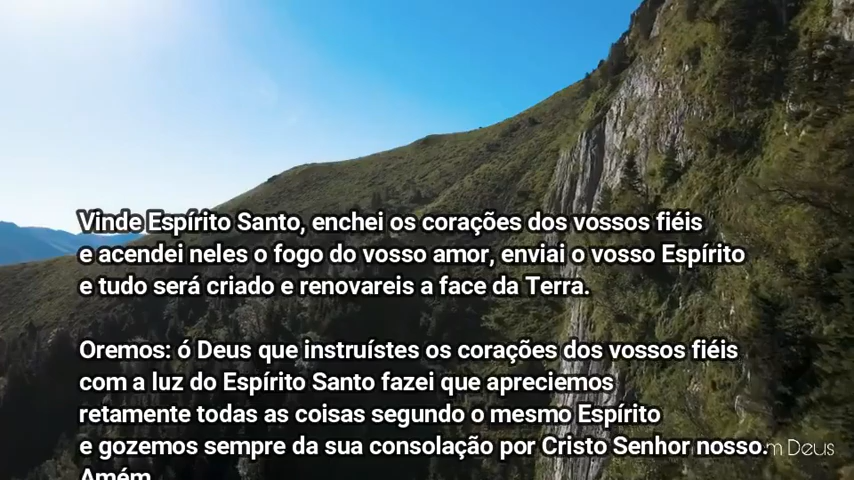 Vinde Espírito Santo, enchei os corações dos vossos fiéis
e acendei neles o fogo do vosso amor, enviai o vosso Espírito
e tudo será criado e renovareis a face da Terra.
Oremos: ó Deus que instruístes os corações dos vossos fiéis
com a luz do Espírito Santo fazei que apreciemos
retamente todas as coisas segundo o mesmo Espírito
e gozemos sempre da sua consolação por Cristo Senhor nosso.
Amém
Deus